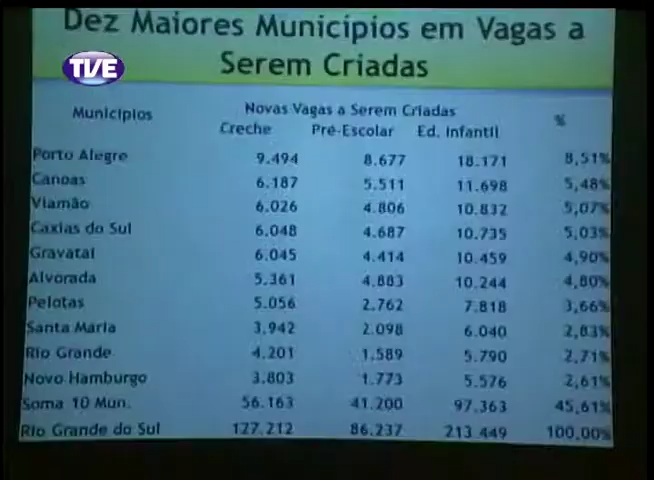 Dez Maiores Municípios em Vagas a
Serem Criadas
TVE
Municípios Novas Vagas a Serem Criadas %
Creche Pré-Escolar Ed. Infantil
Porto Alegre 9.494 8.677 18.171 8,51%
Canoas 6.187 5.511 11.698 5,48%
Viamão 6.026 4.806 10.832 5,07%
Caxias do Sul 6.048 4.687 10.735 5,03%
Gravataí 6.045 4.414 10.459 4,90%
Alvorada 5.361 4.883 10.244 4,80%
Pelotas 5.056 2.762 7.818 3,66%
Santa Maria 3.942 2.098 6.040 2,83%
Rio Grande 4.201 1.589 5.790 2,71%
Novo Hamburgo 3.803 1.773 5.576 2,61%
Soma 10 Mun. 56.163 41.200 97.363 45,61%
Rio Grande do Sul 127.212 86.237 213.449 100,00%